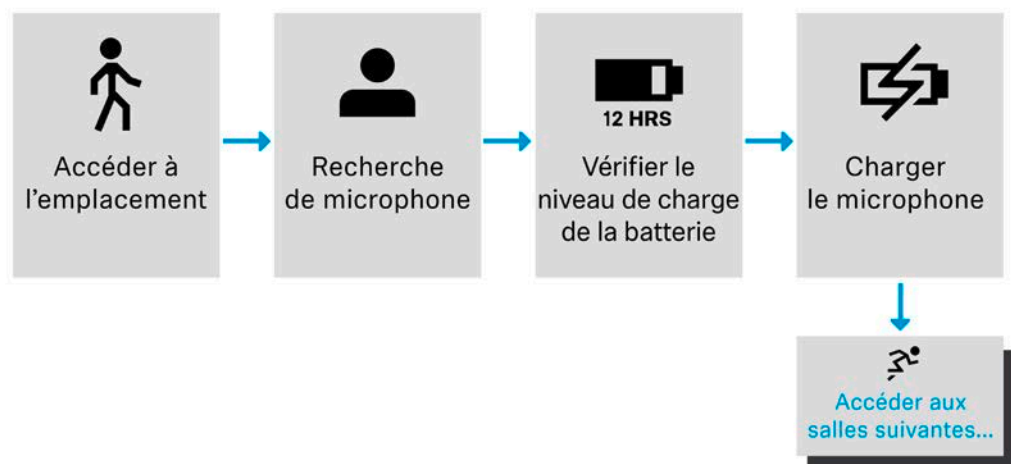 Accéder à
l’emplacement
Recherche
de microphone
12 HRS
Vérifier le
niveau de charge
de la batterie
Charger
le microphone
Accéder aux
salles suivantes...